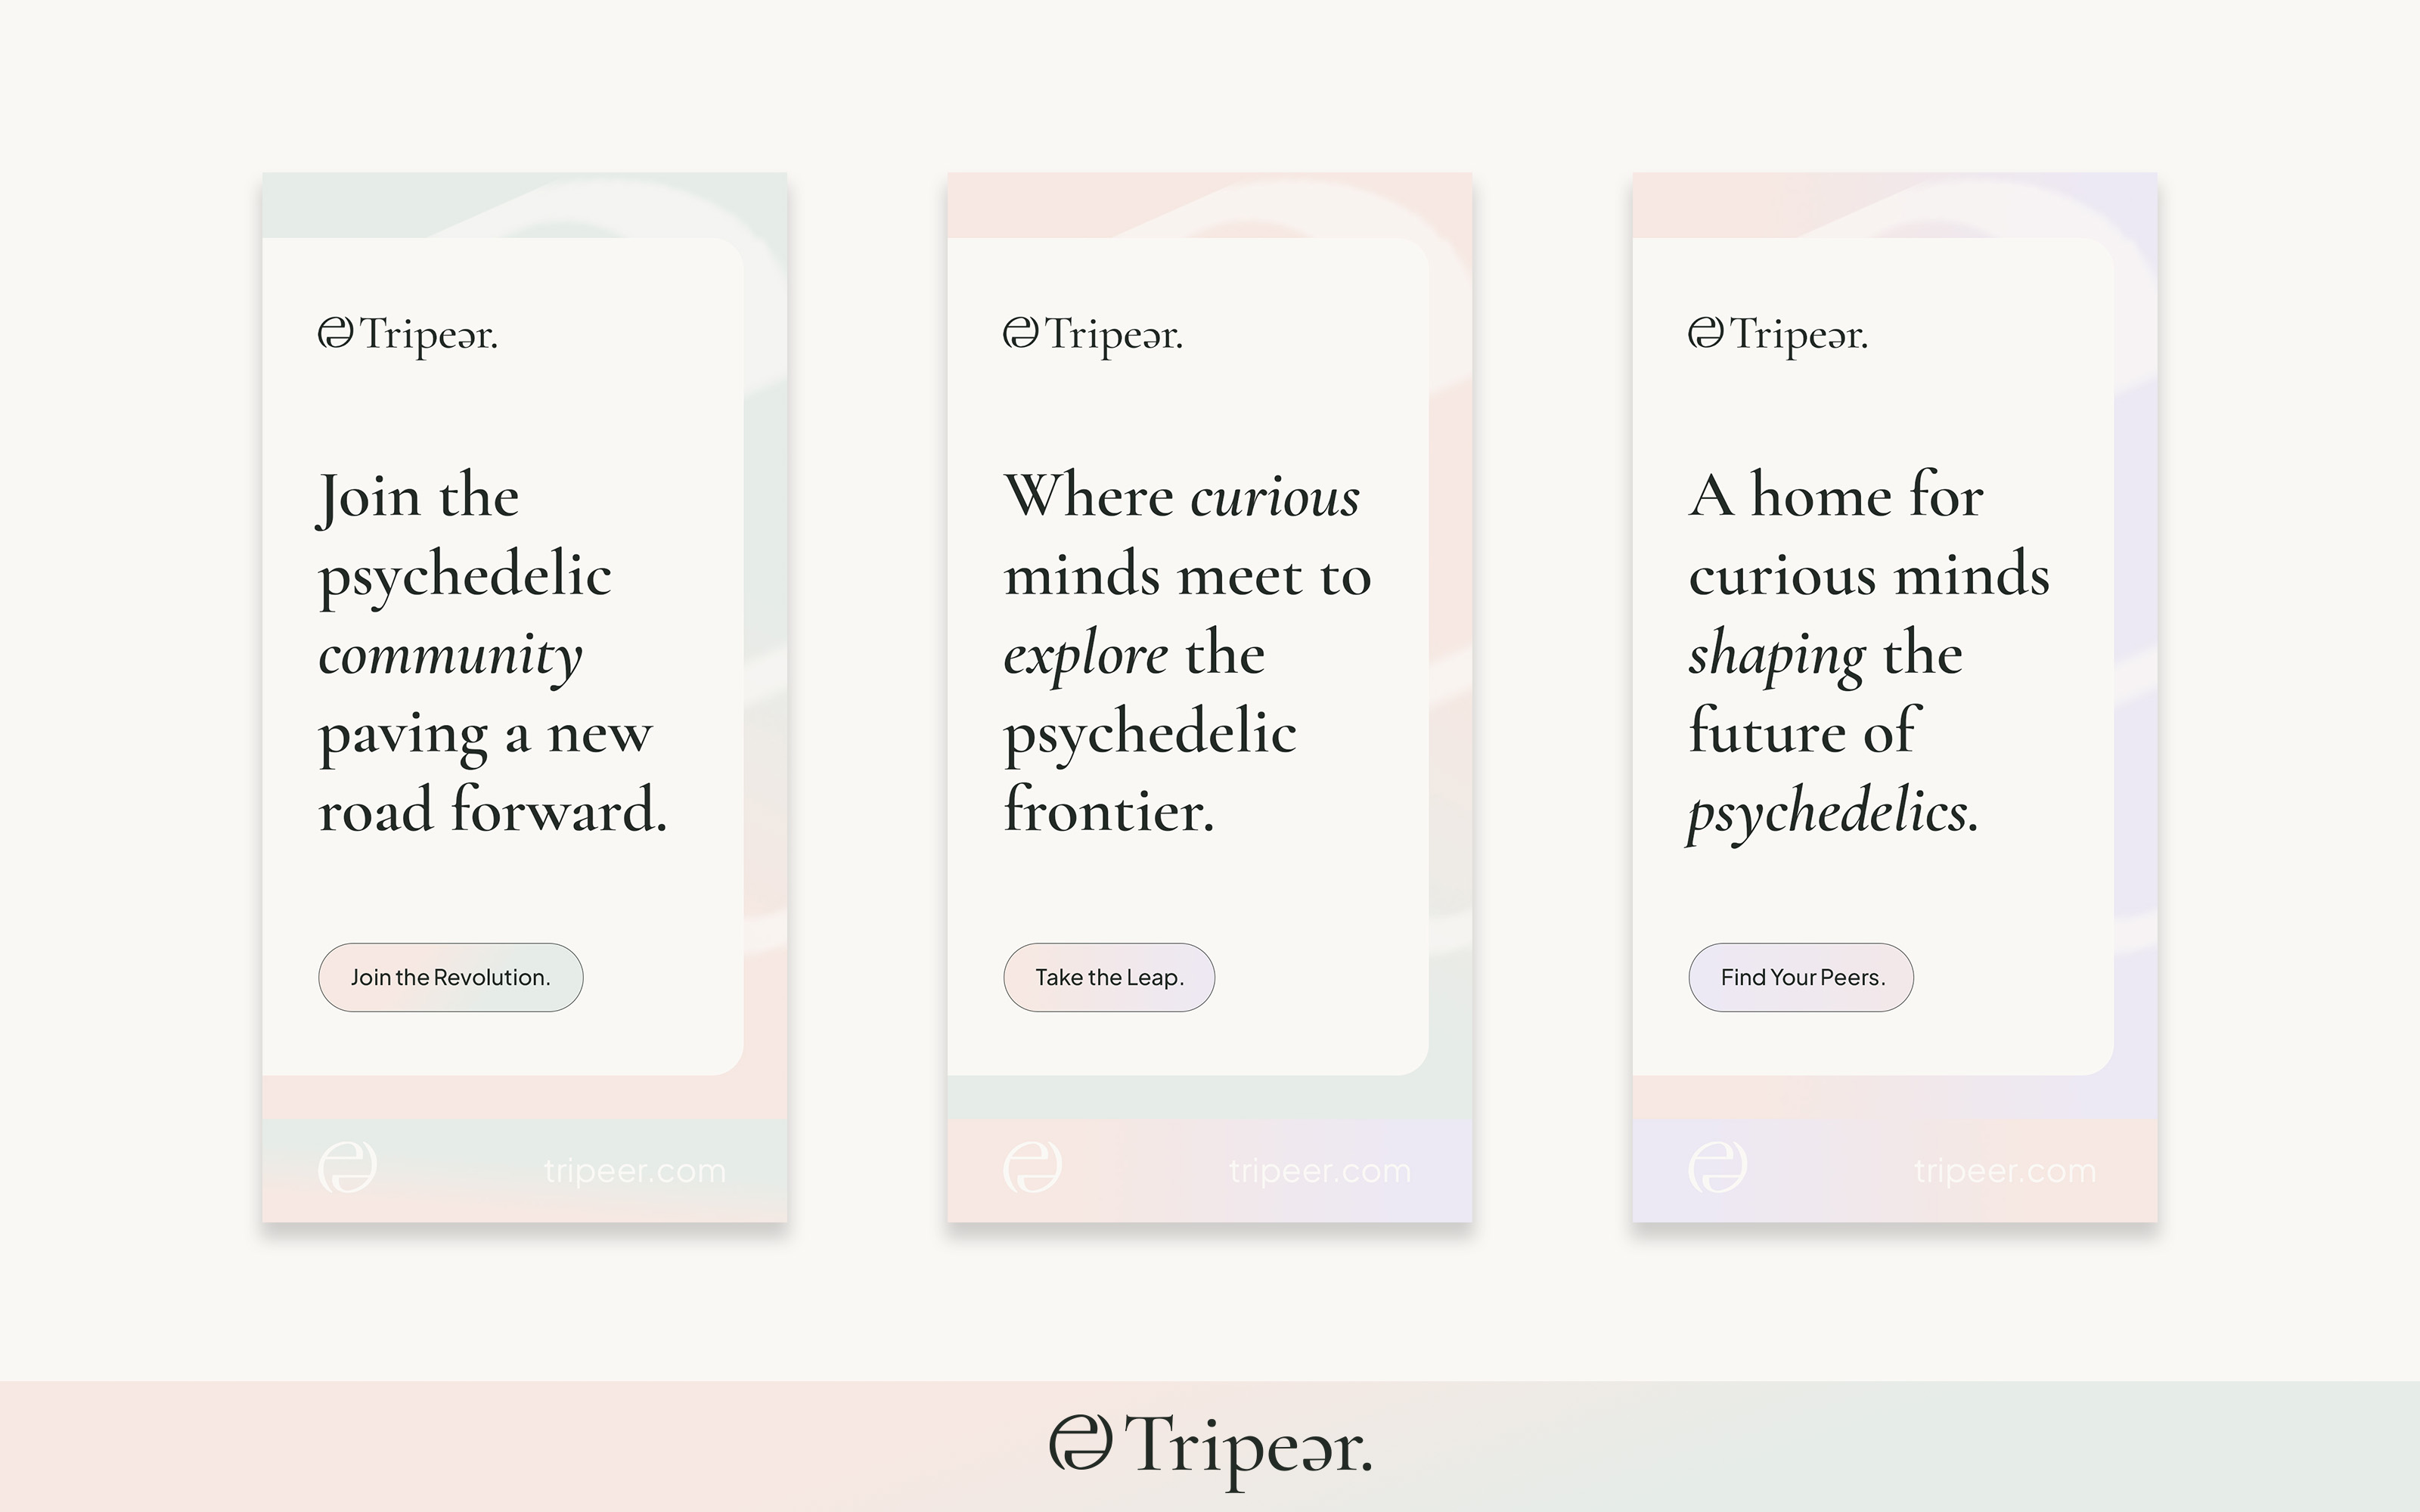 Tripeər.
Join the
psychedelic
community
paving a new
road forward.
Join the Revolution.
tripeer.com
Tripeər.
Where curious
minds meet to
explore the
psychedelic
frontier.
Take the Leap.
tripeer.com
Tripeər.
A home for
curious minds
shaping the
future of
psychedelics.
Find Your Peers.
tripeer.com
Tripeər.